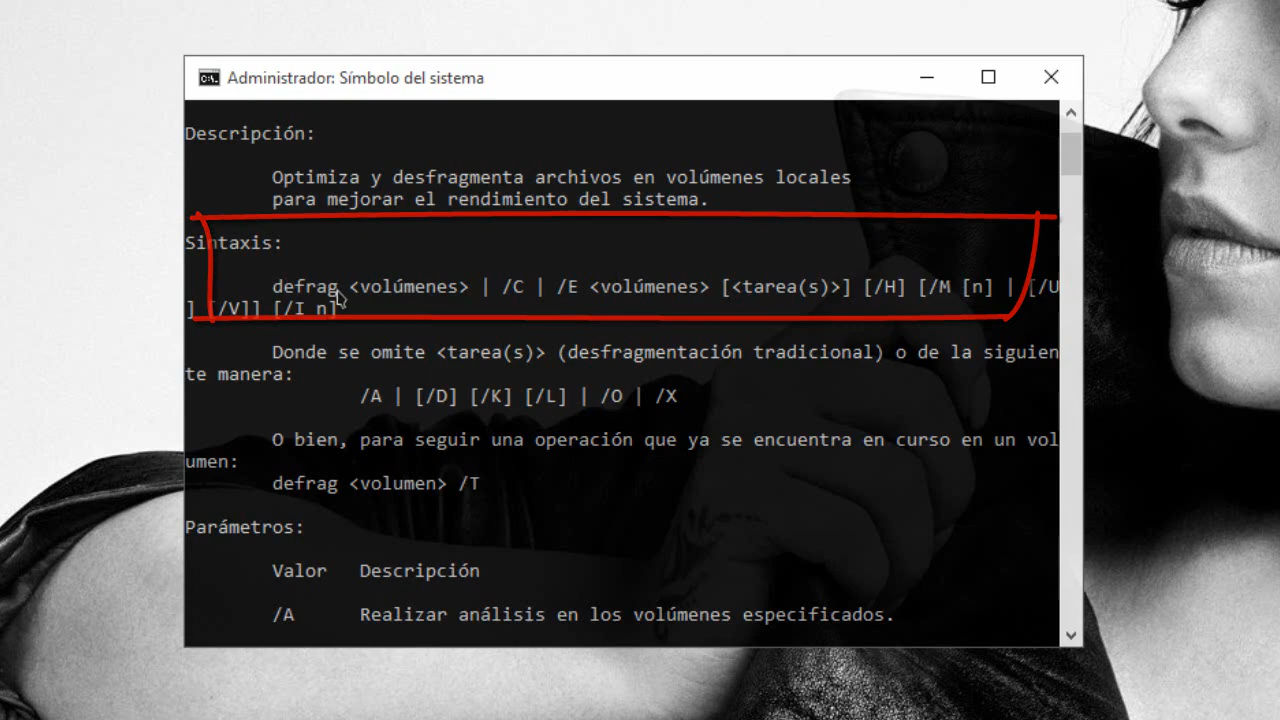 Administrador: Símbolo del sistema
Descripción:
Optimiza y desfragmenta archivos en volúmenes locales
para mejorar el rendimiento del sistema.
Sintaxis:
defrag <volúmenes> | /C | /E <volúmenes> [<tarea(s)>] [/H] [/M [n] | [/U
] [/V]] [/I n]
Donde se omite <tarea(s)> (desfragmentación tradicional) o de la siguien
te manera:
/A | [/D] [/K] [/L] | /O | /X
O bien, para seguir una operación que ya se encuentra en curso en un vol
umen:
defrag <volumen> /T
Parámetros:
Valor Descripción
/A Realizar análisis en los volúmenes especificados.